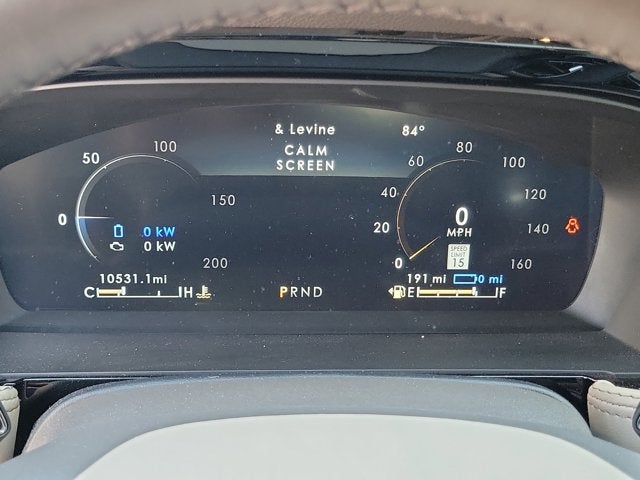 & Levine 84°
CALM
SCREEN
0 50 100 150 200
0 kW
0 kW
0 20 40 60 80 100 120 140 160
0
MPH
SPEED
LIMIT
15
10531.1mi
C H
PRND
191 mi 0 mi
E F